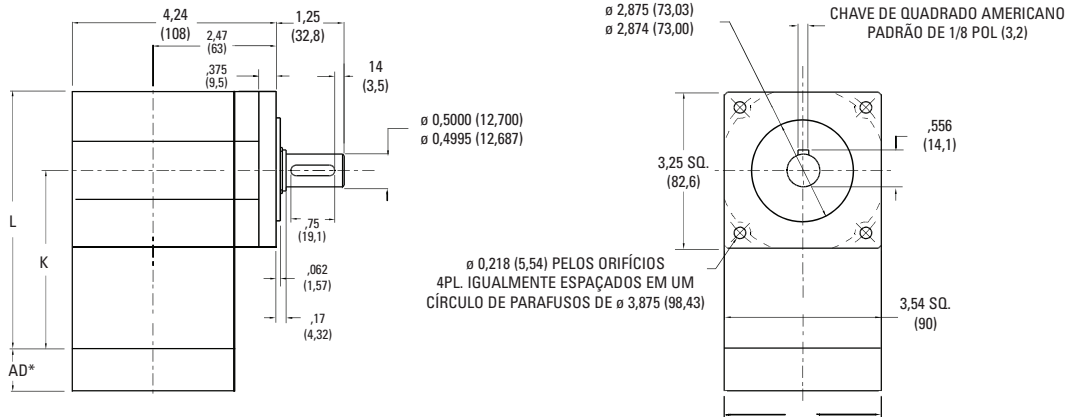 4,24
(108)
1,25
(32,8)
2,47
(63)
,375
(9,5)
14
(3,5)
ø 0,5000 (12,700)
ø 0,4995 (12,687)
L
K
,75
(19,1)
,062
(1,57)
,17
(4,32)
AD*
ø 2,875 (73,03)
ø 2,874 (73,00)
CHAVE DE QUADRADO AMERICANO
PADRÃO DE 1/8 POL (3,2)
,556
(14,1)
3,25 SQ.
(82,6)
ø 0,218 (5,54) PELOS ORIFÍCIOS
4PL. IGUALMENTE ESPAÇADOS EM UM
CÍRCULO DE PARAFUSOS DE ø 3,875 (98,43)
3,54 SQ.
(90)